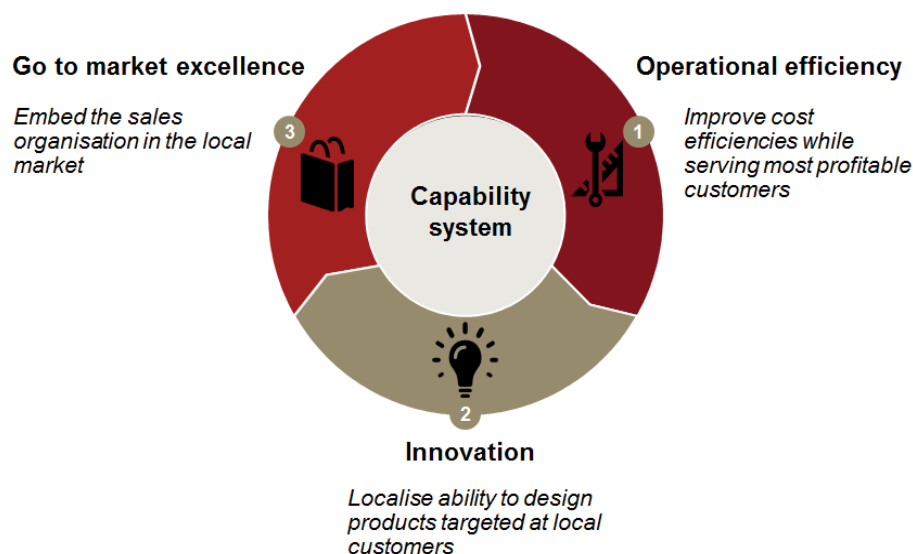 Go to market excellence
Embed the sales
organisation in the local
market
3
Operational efficiency
Improve cost
efficiencies while
serving most profitable
customers
1
Capability
system
2
Innovation
Localise ability to design
products targeted at local
customers